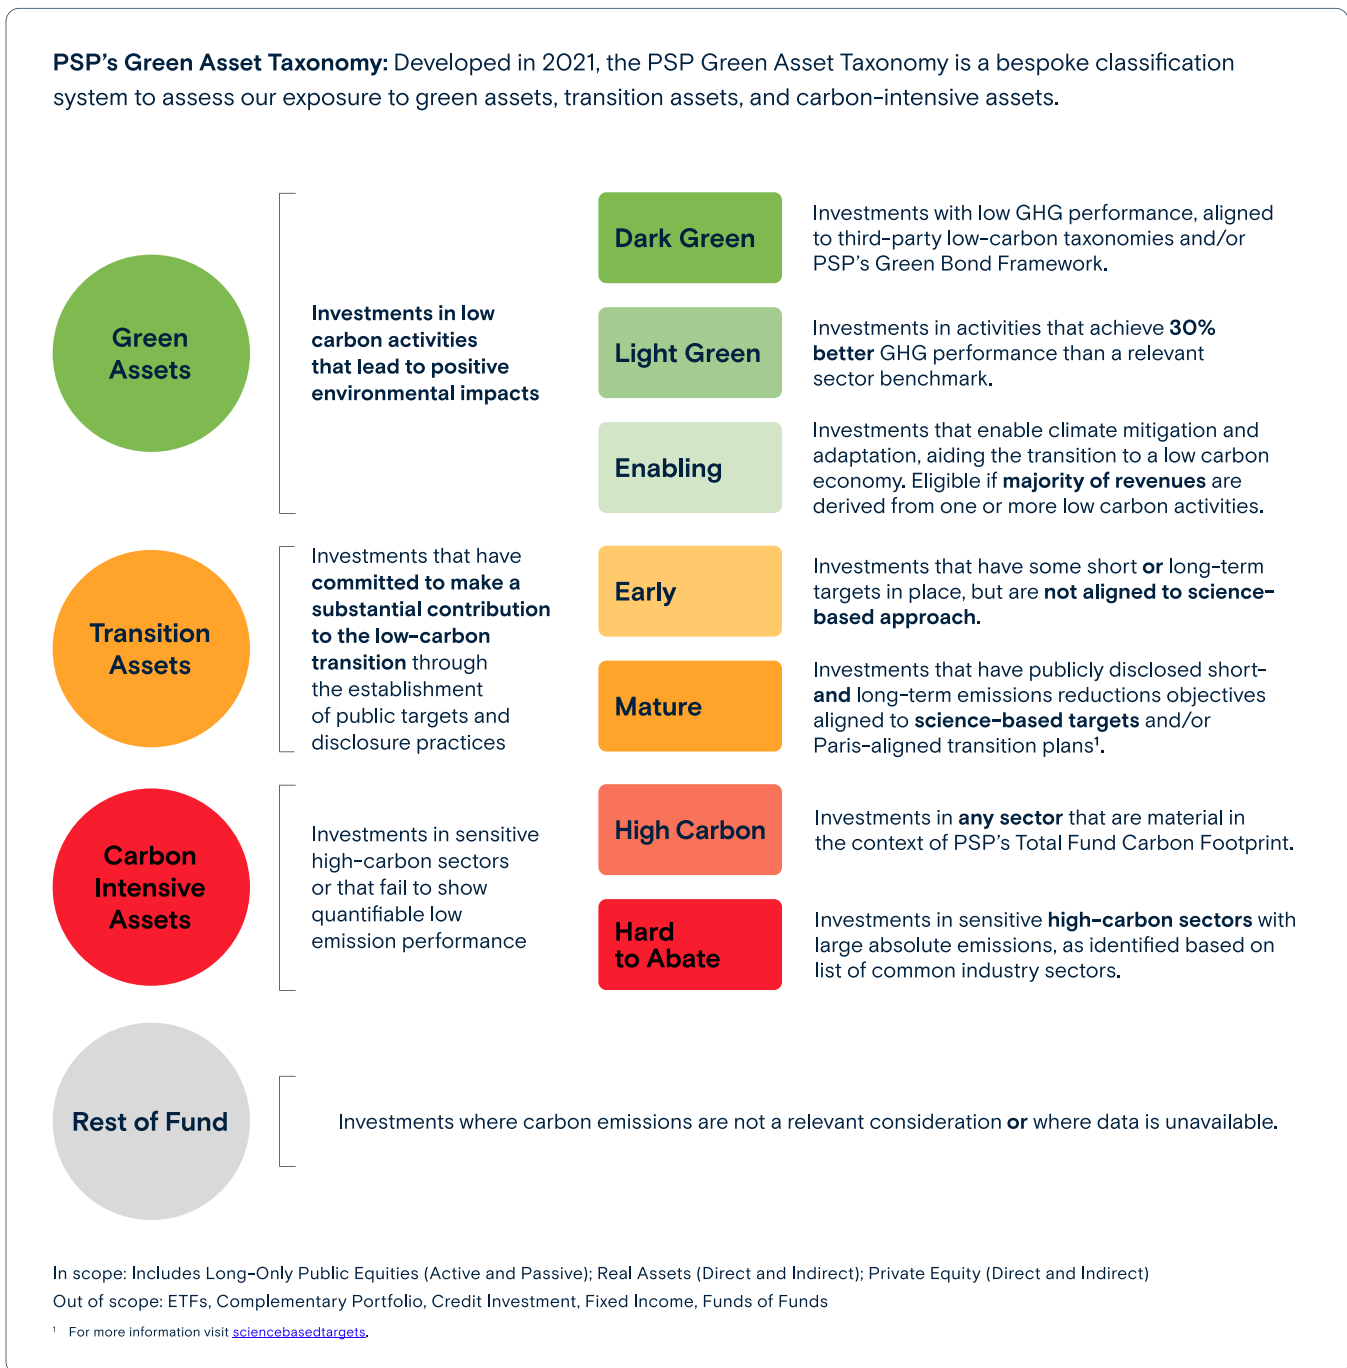 PSP's Green Asset Taxonomy: Developed in 2021, the PSP Green Asset Taxonomy is a bespoke classification
system to assess our exposure to green assets, transition assets, and carbon-intensive assets.
Green
Assets
Investments in low
carbon activities
that lead to positive
environmental impacts
Dark Green
Investments with low GHG performance, aligned
to third-party low-carbon taxonomies and/or
PSP's Green Bond Framework.
Light Green
Investments in activities that achieve 30%
better GHG performance than a relevant
sector benchmark.
Enabling
Investments that enable climate mitigation and
adaptation, aiding the transition to a low carbon
economy. Eligible if majority of revenues are
derived from one or more low carbon activities.
Transition
Assets
Investments that have
committed to make a
substantial contribution
to the low-carbon
transition through
the establishment
of public targets and
disclosure practices
Early
Investments that have some short or long-term
targets in place, but are not aligned to science-
based approach.
Mature
Investments that have publicly disclosed short-
and long-term emissions reductions objectives
aligned to science-based targets and/or
Paris-aligned transition plans¹.
Carbon
Intensive
Assets
Investments in sensitive
high-carbon sectors
or that fail to show
quantifiable low
emission performance
High Carbon
Investments in any sector that are material in
the context of PSP's Total Fund Carbon Footprint.
Hard
to Abate
Investments in sensitive high-carbon sectors with
large absolute emissions, as identified based on
list of common industry sectors.
Rest of Fund
Investments where carbon emissions are not a relevant consideration or where data is unavailable.
In scope: Includes Long-Only Public Equities (Active and Passive); Real Assets (Direct and Indirect); Private Equity (Direct and Indirect)
Out of scope: ETFs, Complementary Portfolio, Credit Investment, Fixed Income, Funds of Funds
¹ For more information visit sciencebasedtargets.